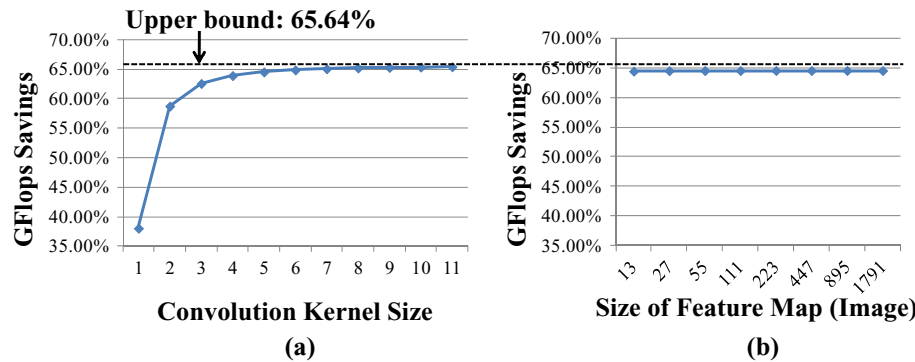 Upper bound: 65.64%
GFlops Savings
70.00%
65.00%
60.00%
55.00%
50.00%
45.00%
40.00%
35.00%
1 2 3 4 5 6 7 8 9 10 11
Convolution Kernel Size
(a)
GFlops Savings
70.00%
65.00%
60.00%
55.00%
50.00%
45.00%
40.00%
35.00%
13 27 55 111 223 447 895 1791
Size of Feature Map (Image)
(b)